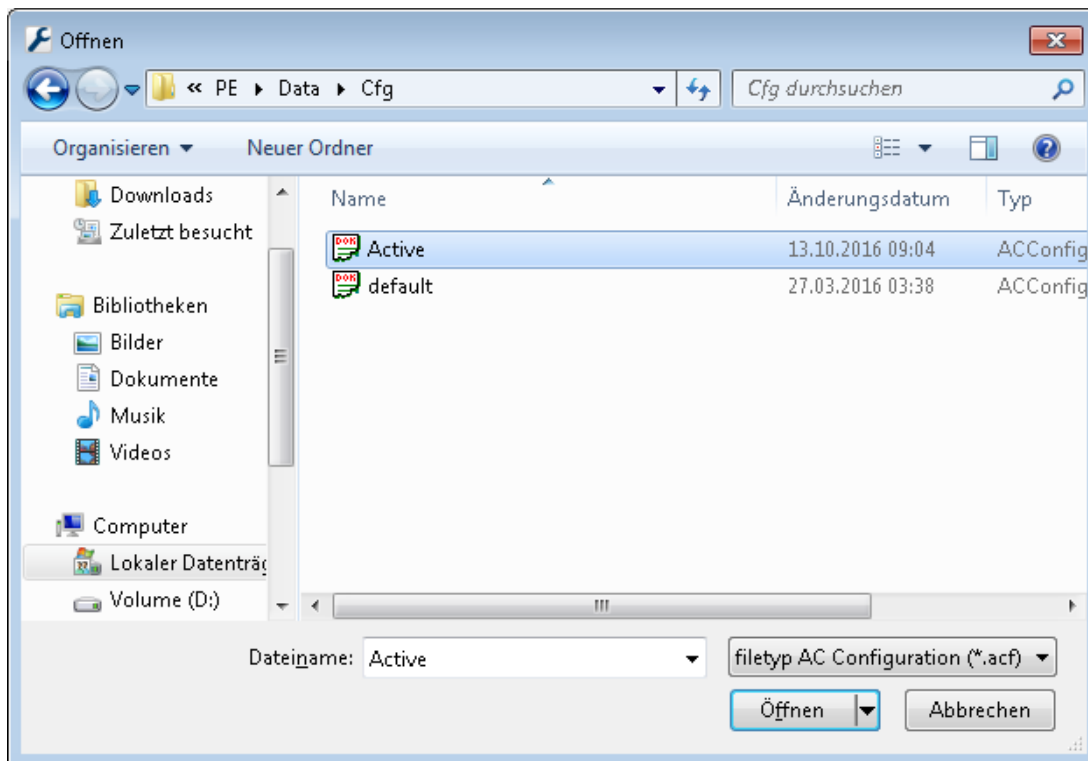 Öffnen
« PE Data Cfg Cfg durchsuchen
Organisieren Neuer Ordner
Downloads
Zuletzt besucht
Bibliotheken
Bilder
Dokumente
Musik
Videos
Computer
Lokaler Datenträg
Volume (D:)
Name Änderungsdatum Typ
DOK Active 13.10.2016 09:04 ACConfig
DOK default 27.03.2016 03:38 ACConfig
Dateiname: Active filetyp AC Configuration (*.acf)
Öffnen Abbrechen